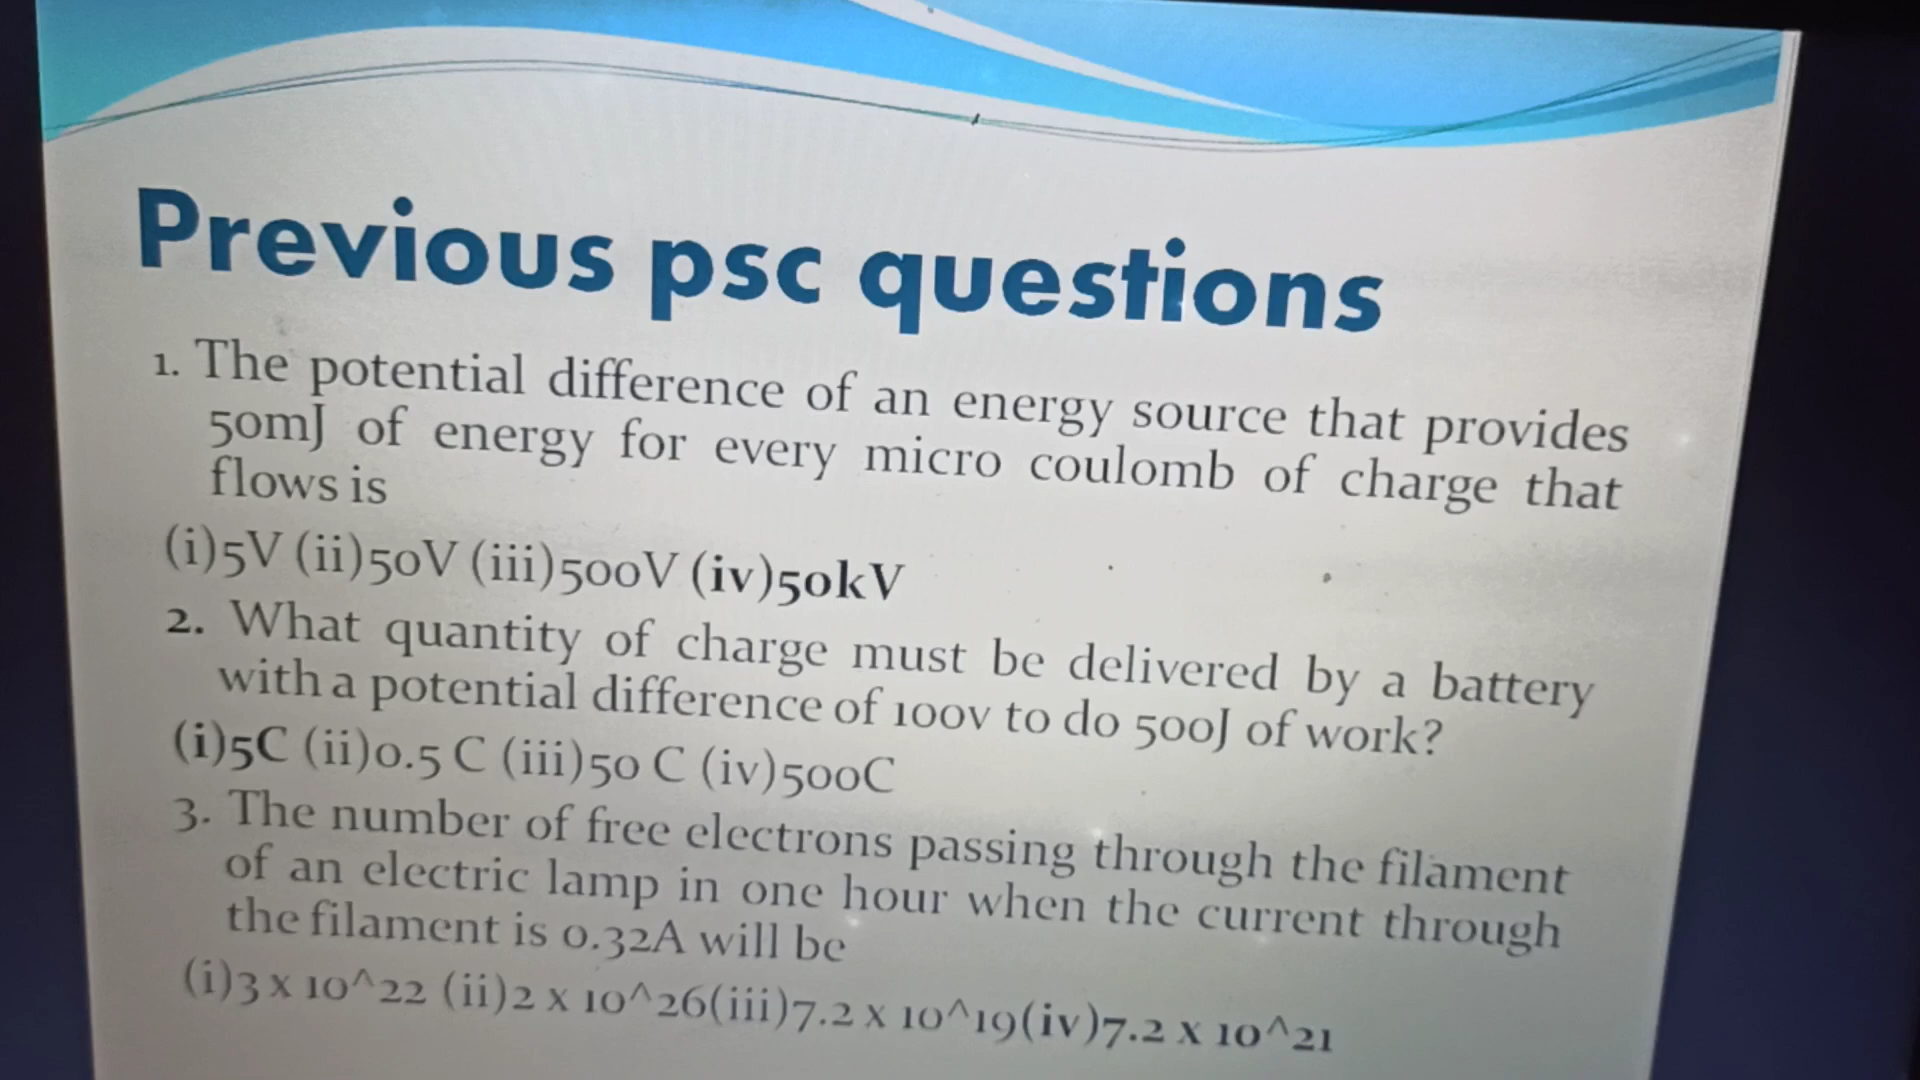 Previous psc questions
1. The potential difference of an energy source that provides
50mJ of energy for every micro coulomb of charge that
flows is
(i)5V (ii)50V (iii)500V (iv)50kV
2. What quantity of charge must be delivered by a battery
with a potential difference of 100v to do 500J of work?
(i)5C (ii)0.5 C (iii)50 C (iv)500C
3. The number of free electrons passing through the filament
of an electric lamp in one hour when the current through
the filament is 0.32A will be
(i)3 x 10^22 (ii)2 x 10^26(iii)7.2 x 10^19(iv)7.2 x 10^21